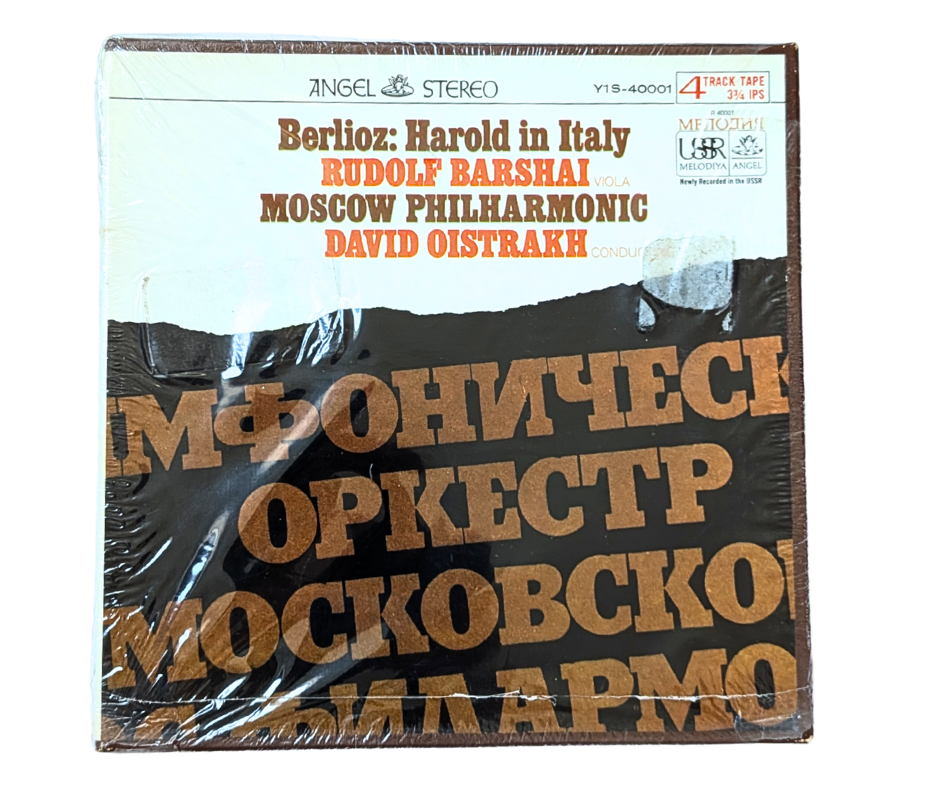 ANGEL STEREO
Y1S-40001
4 TRACK TAPE
3¾ IPS
R 40001
МЕЛОДИЯ
USSR
MELODIYA ANGEL
Newly Recorded in the USSR
Berlioz: Harold in Italy
RUDOLF BARSHAI VIOLA
MOSCOW PHILHARMONIC
DAVID OISTRAKH
МФОНИЧЕСК
ОРКЕСТР
МОСКОВСКО
ФИЛАРМО